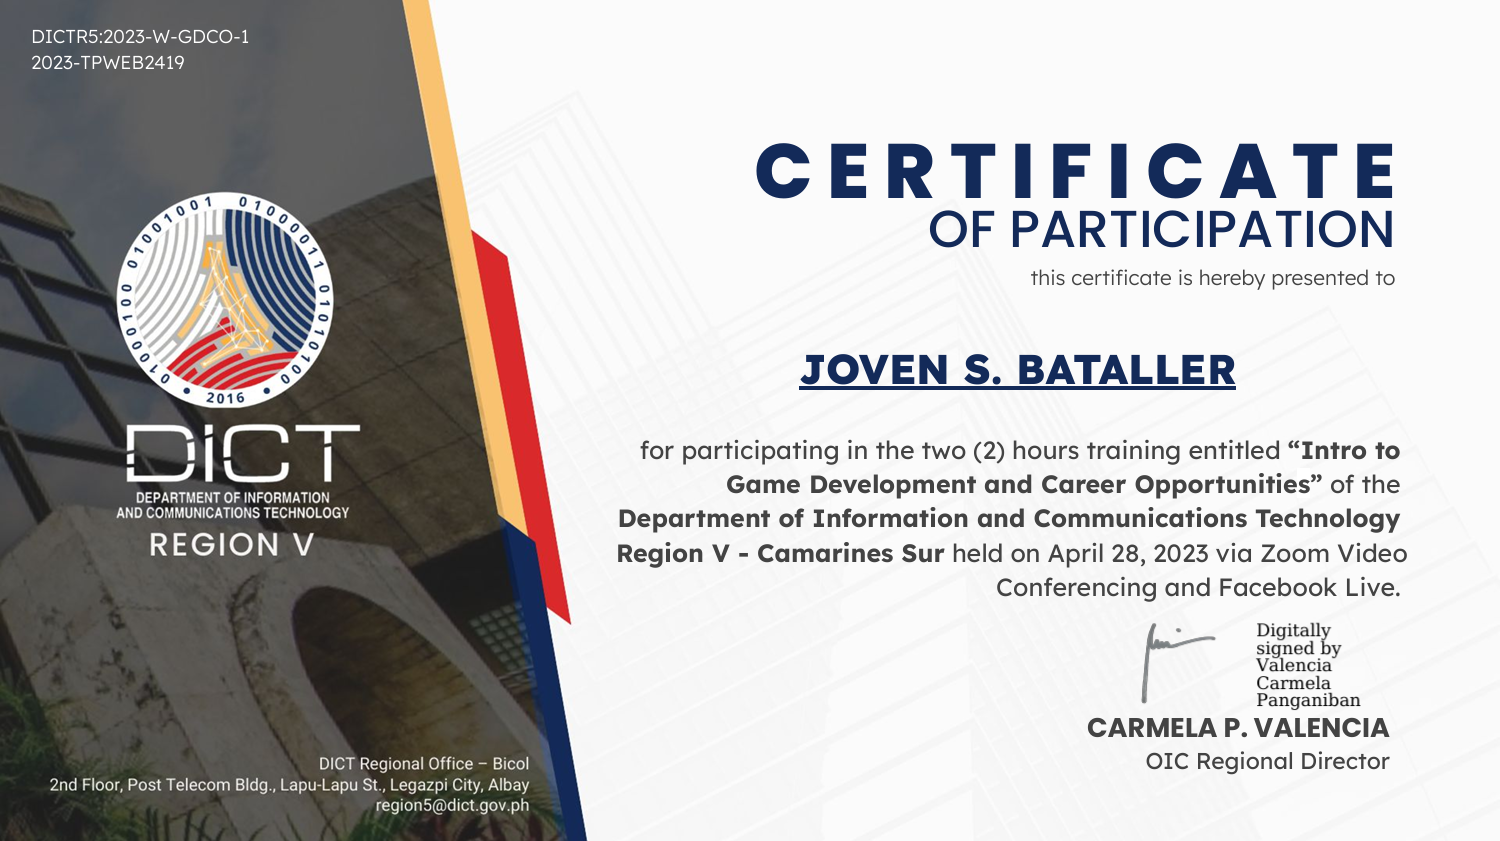 DICTR5:2023-W-GDCO-1
2023-TPWEB2419
01000100 01001001 01000011 01010100 00
2016
DiCT
DEPARTMENT OF INFORMATION
AND COMMUNICATIONS TECHNOLOGY
REGION V
DICT Regional Office – Bicol
2nd Floor, Post Telecom Bldg., Lapu-Lapu St., Legazpi City, Albay
region5@dict.gov.ph
CERTIFICATE
OF PARTICIPATION
this certificate is hereby presented to
JOVEN S. BATALLER
for participating in the two (2) hours training entitled “Intro to
Game Development and Career Opportunities” of the
Department of Information and Communications Technology
Region V - Camarines Sur held on April 28, 2023 via Zoom Video
Conferencing and Facebook Live.
Digitally
signed by
Valencia
Carmela
Panganiban
CARMELA P. VALENCIA
OIC Regional Director